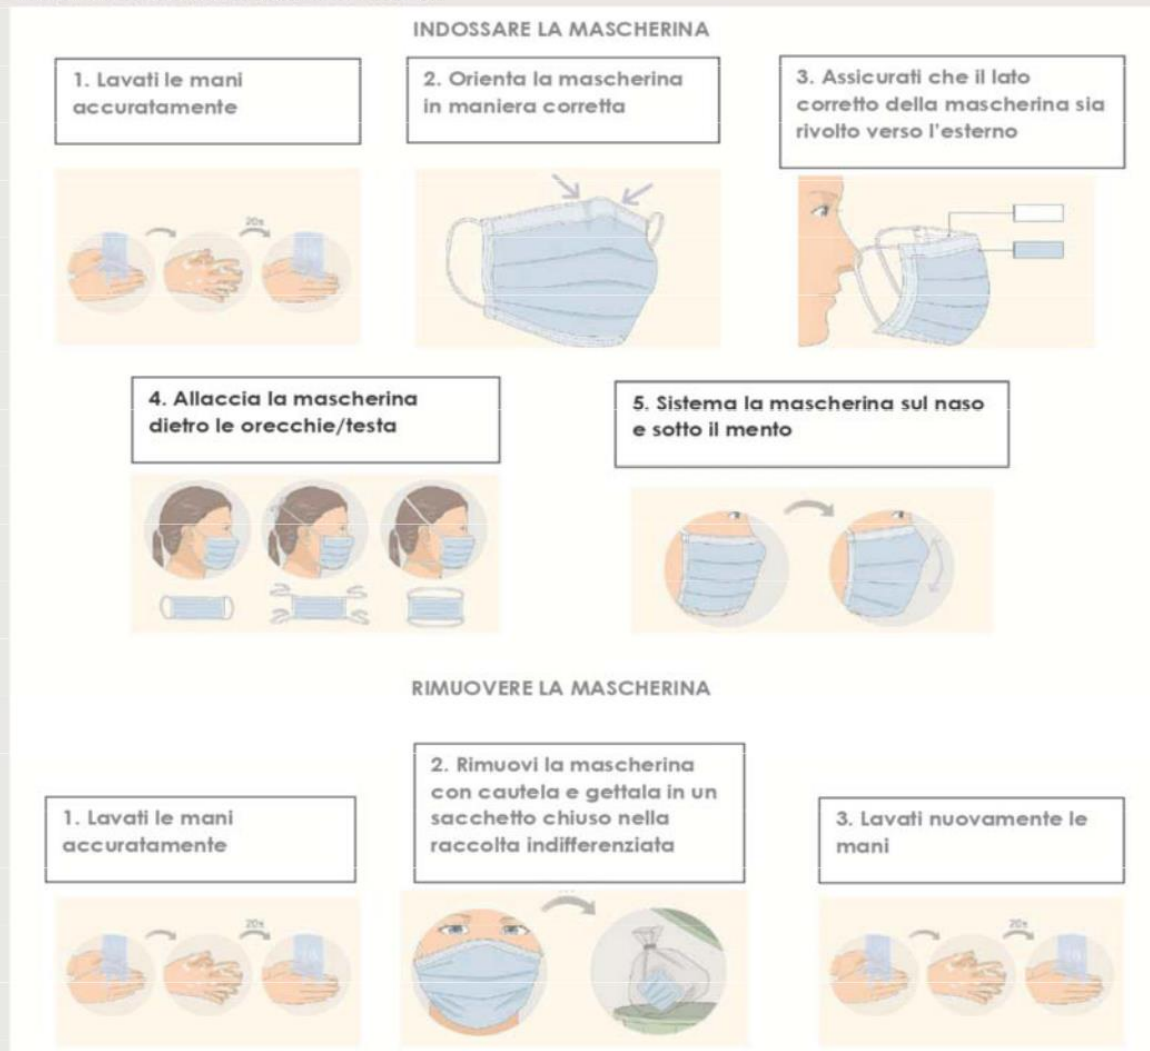 INDOSSARE LA MASCHERINA
1. Lavati le mani
accuratamente
2. Orienta la mascherina
in maniera corretta
3. Assicurati che il lato
corretto della mascherina sia
rivolto verso l'esterno
20s
4. Allaccia la mascherina
dietro le orecchie/testa
5. Sistema la mascherina sul naso
e sotto il mento
RIMUOVERE LA MASCHERINA
1. Lavati le mani
accuratamente
2. Rimuovi la mascherina
con cautela e gettala in un
sacchetto chiuso nella
raccolta indifferenziata
3. Lavati nuovamente le
mani
20s
20s